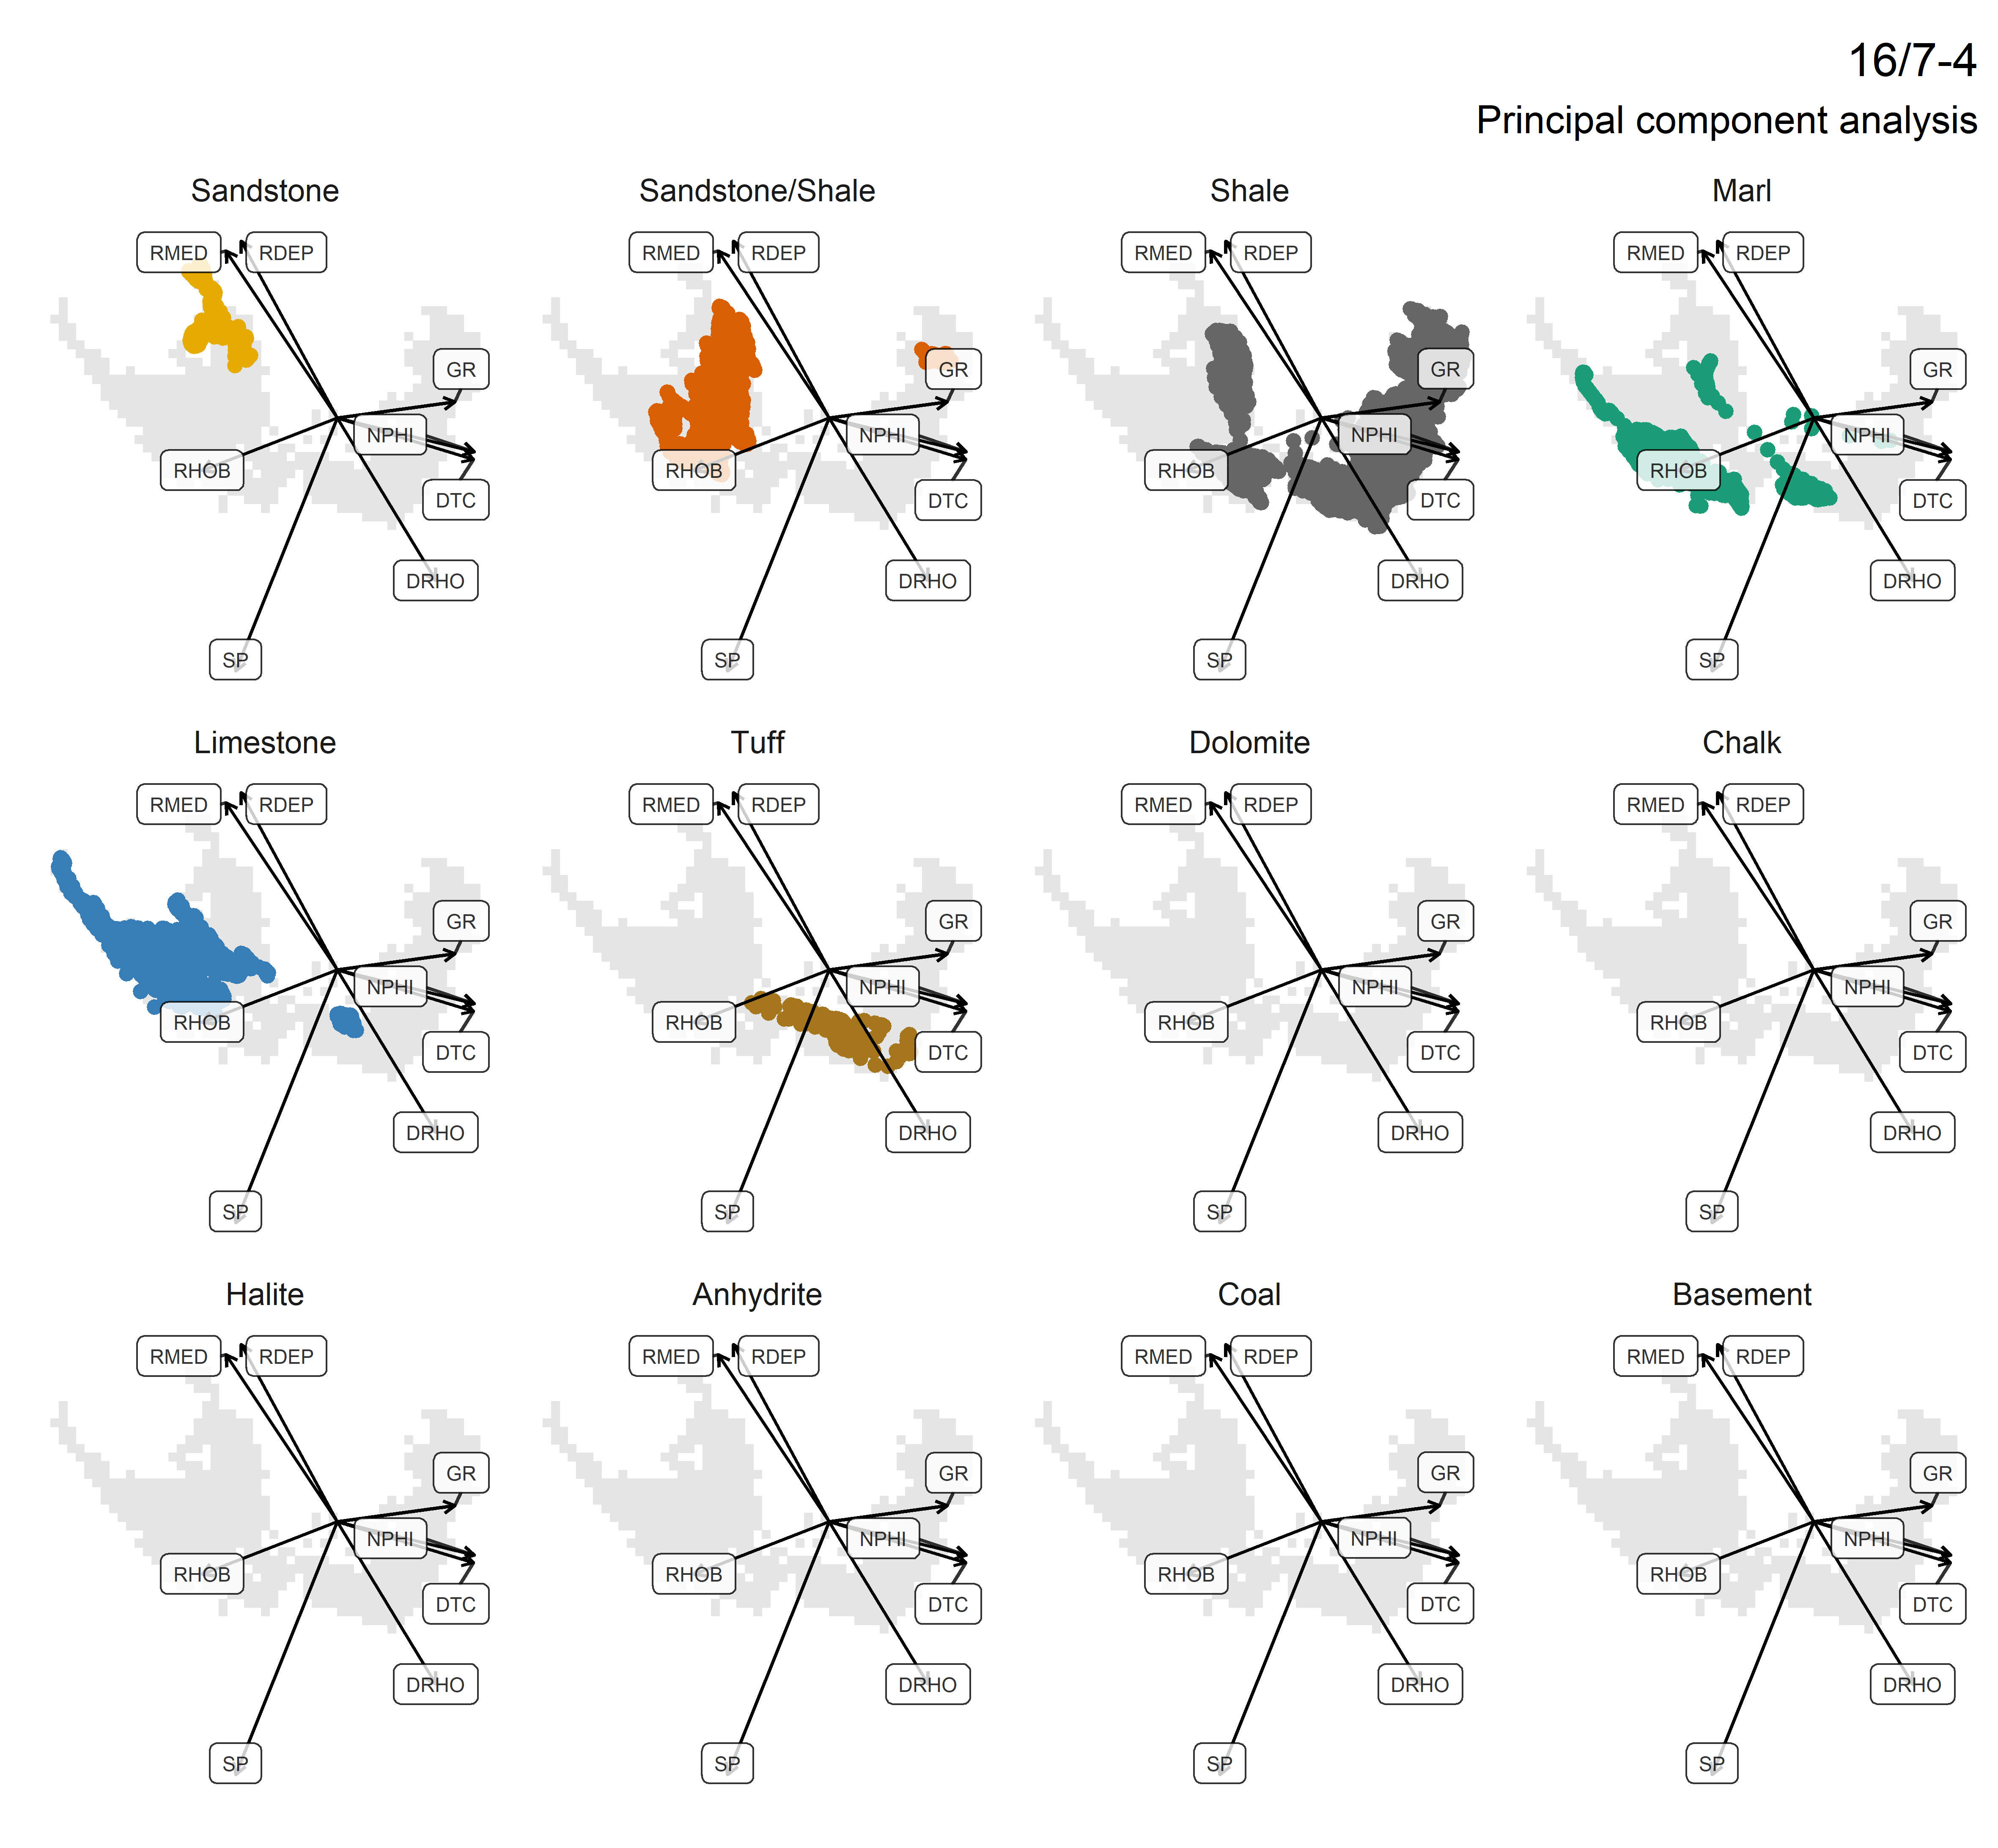 16/7-4
Principal component analysis
Sandstone
RMED
RDEP
GR
NPHI
RHOB
DTC
DRHO
SP
Sandstone/Shale
RMED
RDEP
GR
NPHI
RHOB
DTC
DRHO
SP
Shale
RMED
RDEP
GR
NPHI
RHOB
DTC
DRHO
SP
Marl
RMED
RDEP
GR
NPHI
RHOB
DTC
DRHO
SP
Limestone
RMED
RDEP
GR
NPHI
RHOB
DTC
DRHO
SP
Tuff
RMED
RDEP
GR
NPHI
RHOB
DTC
DRHO
SP
Dolomite
RMED
RDEP
GR
NPHI
RHOB
DTC
DRHO
SP
Chalk
RMED
RDEP
GR
NPHI
RHOB
DTC
DRHO
SP
Halite
RMED
RDEP
GR
NPHI
RHOB
DTC
DRHO
SP
Anhydrite
RMED
RDEP
GR
NPHI
RHOB
DTC
DRHO
SP
Coal
RMED
RDEP
GR
NPHI
RHOB
DTC
DRHO
SP
Basement
RMED
RDEP
GR
NPHI
RHOB
DTC
DRHO
SP